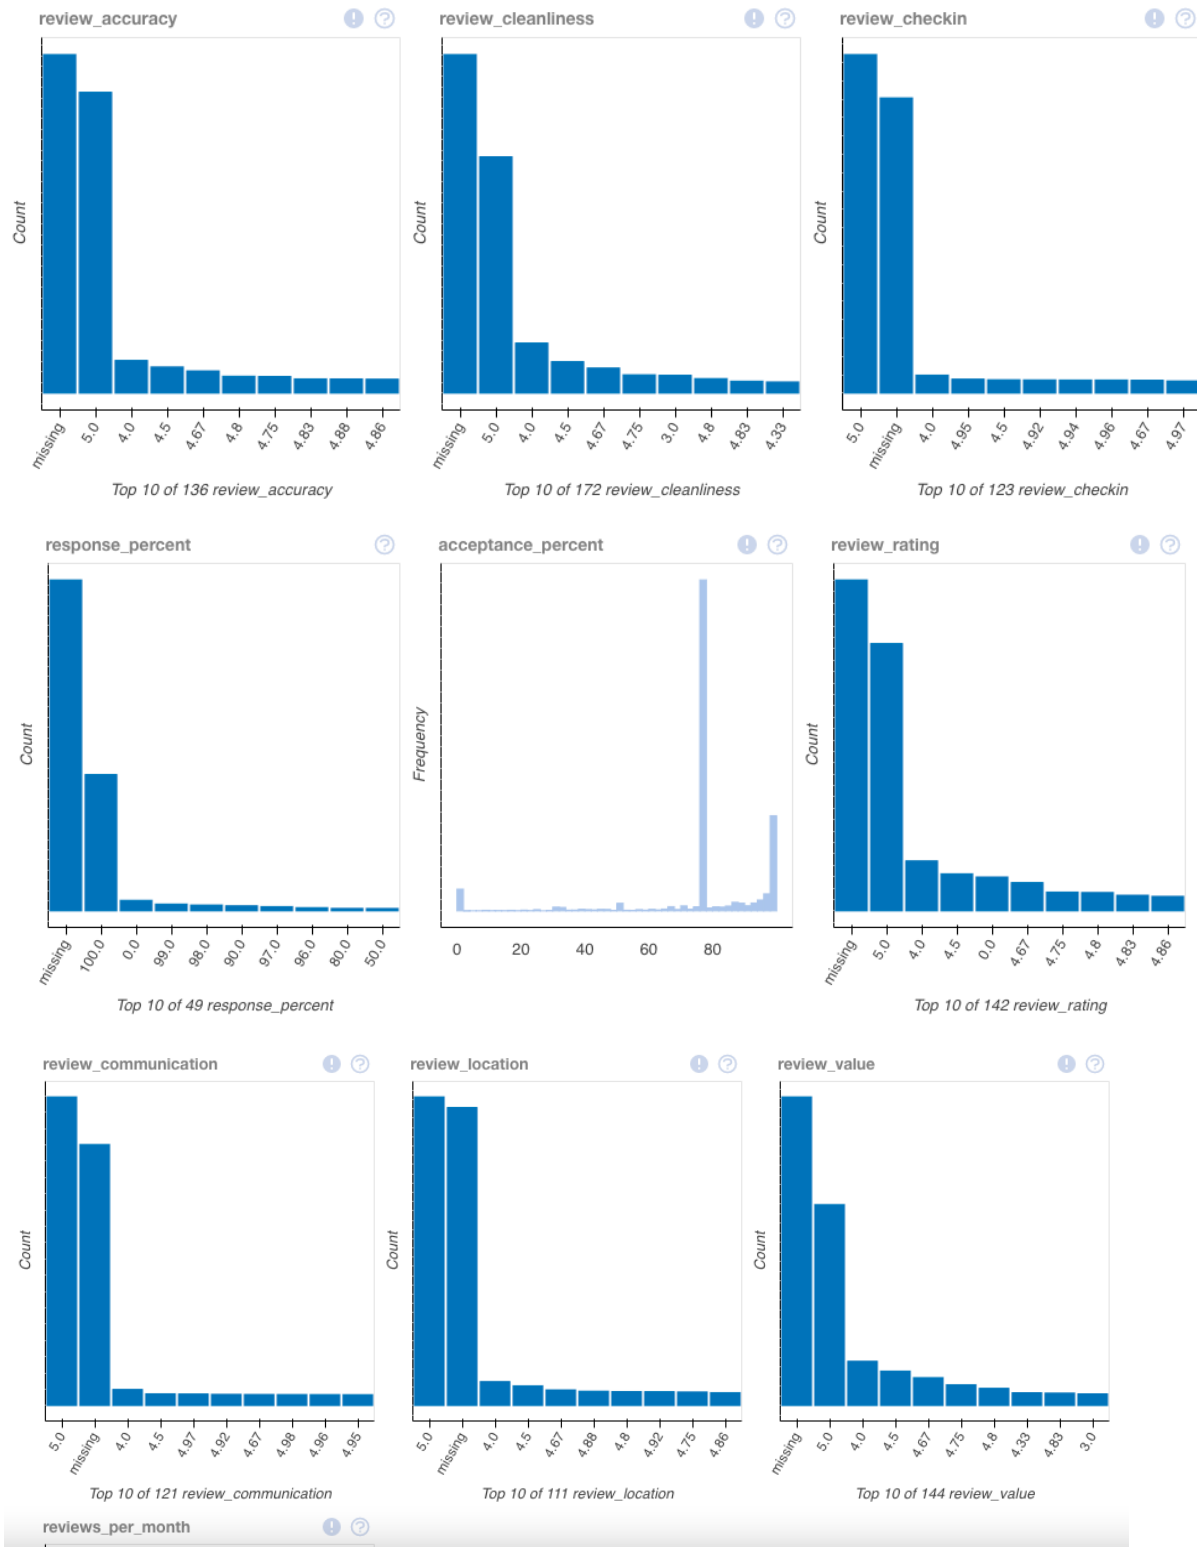 review_accuracy
Count
missing 5.0 4.0 4.5 4.67 4.8 4.75 4.83 4.88 4.86
Top 10 of 136 review_accuracy
review_cleanliness
Count
missing 5.0 4.0 4.5 4.67 4.75 3.0 4.8 4.83 4.33
Top 10 of 172 review_cleanliness
review_checkin
Count
5.0 missing 4.0 4.95 4.5 4.92 4.94 4.96 4.67 4.97
Top 10 of 123 review_checkin
response_percent
Count
missing 100.0 0.0 99.0 98.0 90.0 97.0 96.0 80.0 50.0
Top 10 of 49 response_percent
acceptance_percent
Frequency
0 20 40 60 80
review_rating
Count
missing 5.0 4.0 4.5 0.0 4.67 4.75 4.8 4.83 4.86
Top 10 of 142 review_rating
review_communication
Count
5.0 missing 4.0 4.5 4.97 4.92 4.67 4.98 4.96 4.95
Top 10 of 121 review_communication
review_location
Count
5.0 missing 4.0 4.5 4.67 4.88 4.8 4.92 4.75 4.86
Top 10 of 111 review_location
review_value
Count
missing 5.0 4.0 4.5 4.67 4.75 4.8 4.33 4.83 3.0
Top 10 of 144 review_value
reviews_per_month